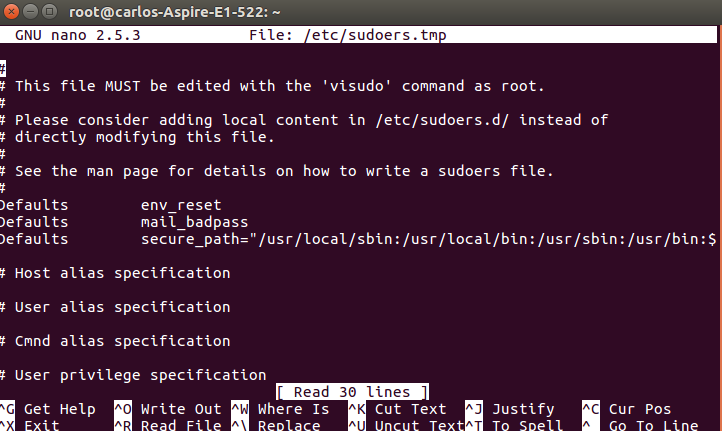 root@carlos-Aspire-E1-522: ~
GNU nano 2.5.3 File: /etc/sudoers.tmp
#
# This file MUST be edited with the 'visudo' command as root.
#
# Please consider adding local content in /etc/sudoers.d/ instead of
# directly modifying this file.
#
# See the man page for details on how to write a sudoers file.
#
Defaults env_reset
Defaults mail_badpass
Defaults secure_path="/usr/local/sbin:/usr/local/bin:/usr/sbin:/usr/bin:$
# Host alias specification
# User alias specification
# Cmnd alias specification
# User privilege specification
[ Read 30 lines ]
^G Get Help ^O Write Out ^W Where Is ^K Cut Text ^J Justify ^C Cur Pos
^X Exit ^R Read File ^\ Replace ^U Uncut Text ^T To Spell ^_ Go To Line